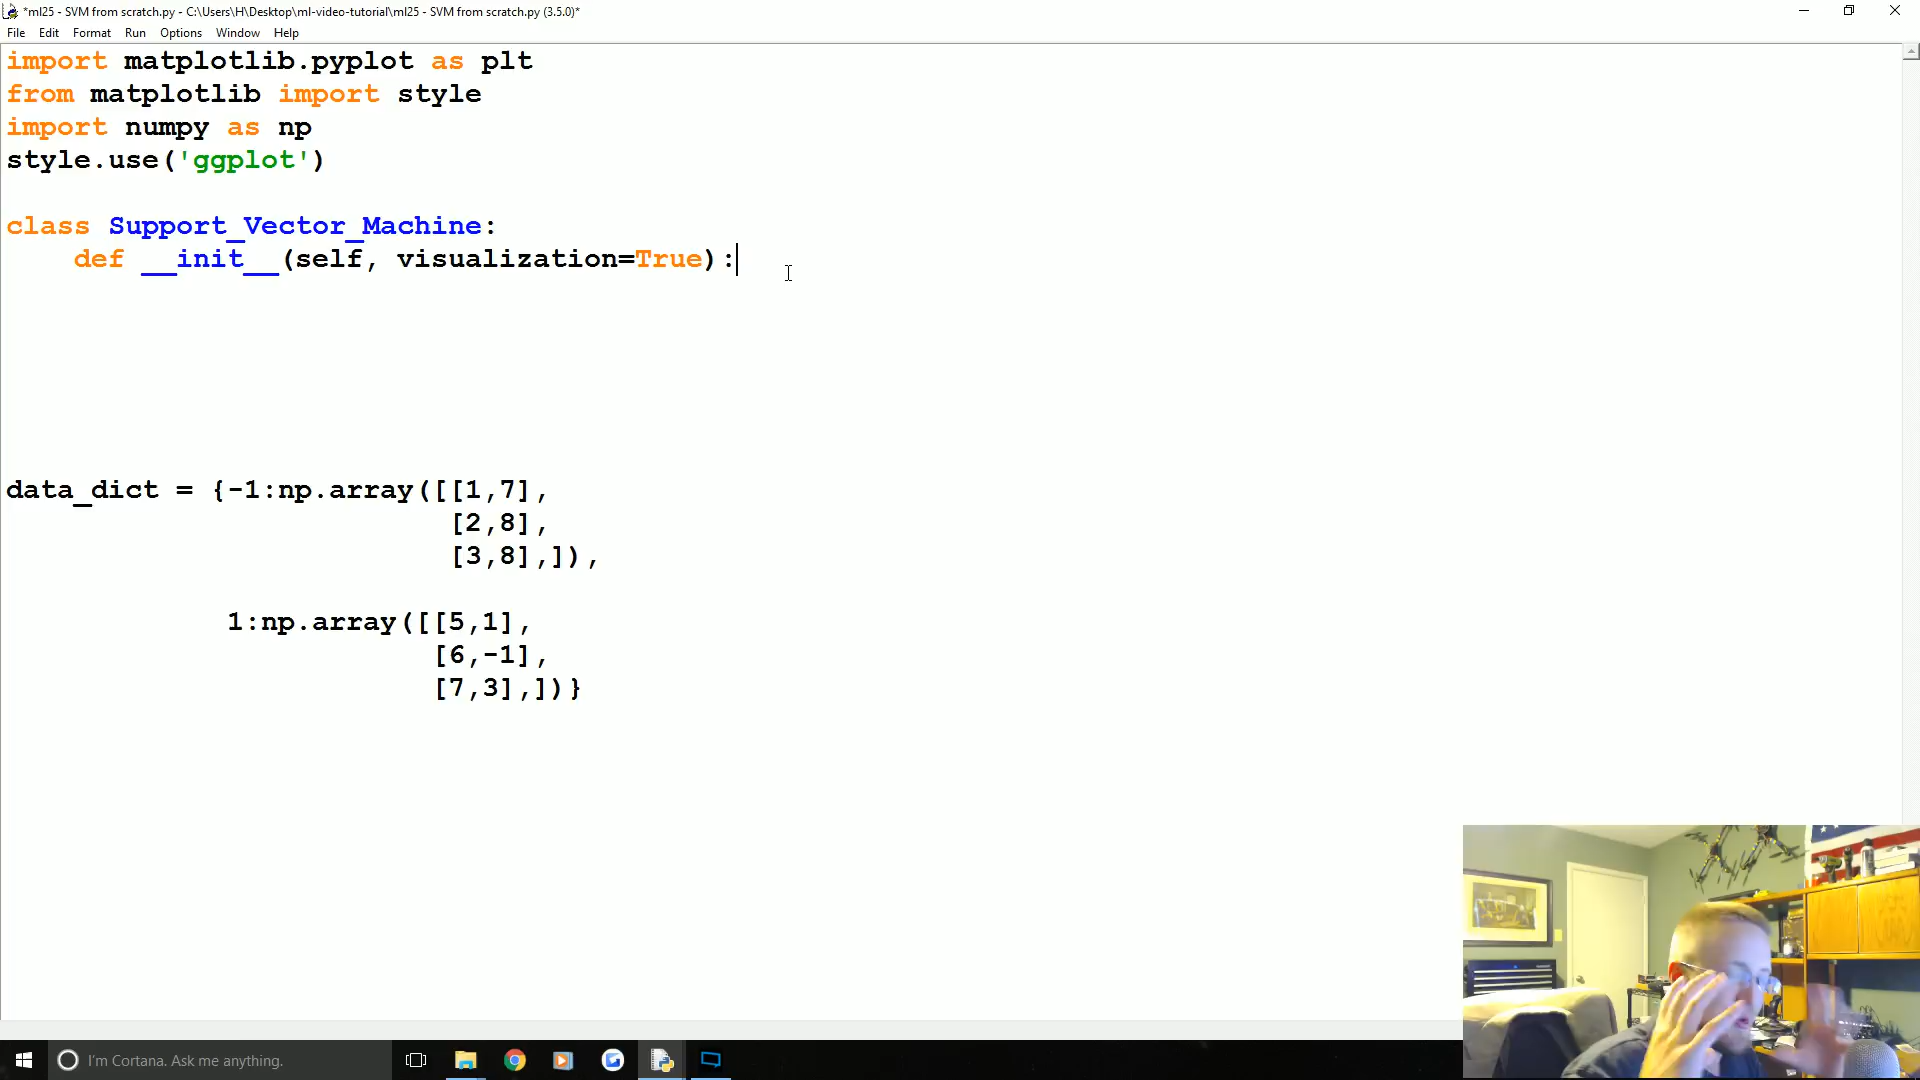 *ml25 - SVM from scratch.py - C:\Users\H\Desktop\ml-video-tutorial\ml25 - SVM from scratch.py (3.5.0)*
File Edit Format Run Options Window Help
import matplotlib.pyplot as plt
from matplotlib import style
import numpy as np
style.use('ggplot')
class Support_Vector_Machine:
def __init__(self, visualization=True):
data_dict = {-1:np.array([[1,7],
[2,8],
[3,8],]),
1:np.array([[5,1],
[6,-1],
[7,3],])}
I'm Cortana. Ask me anything.